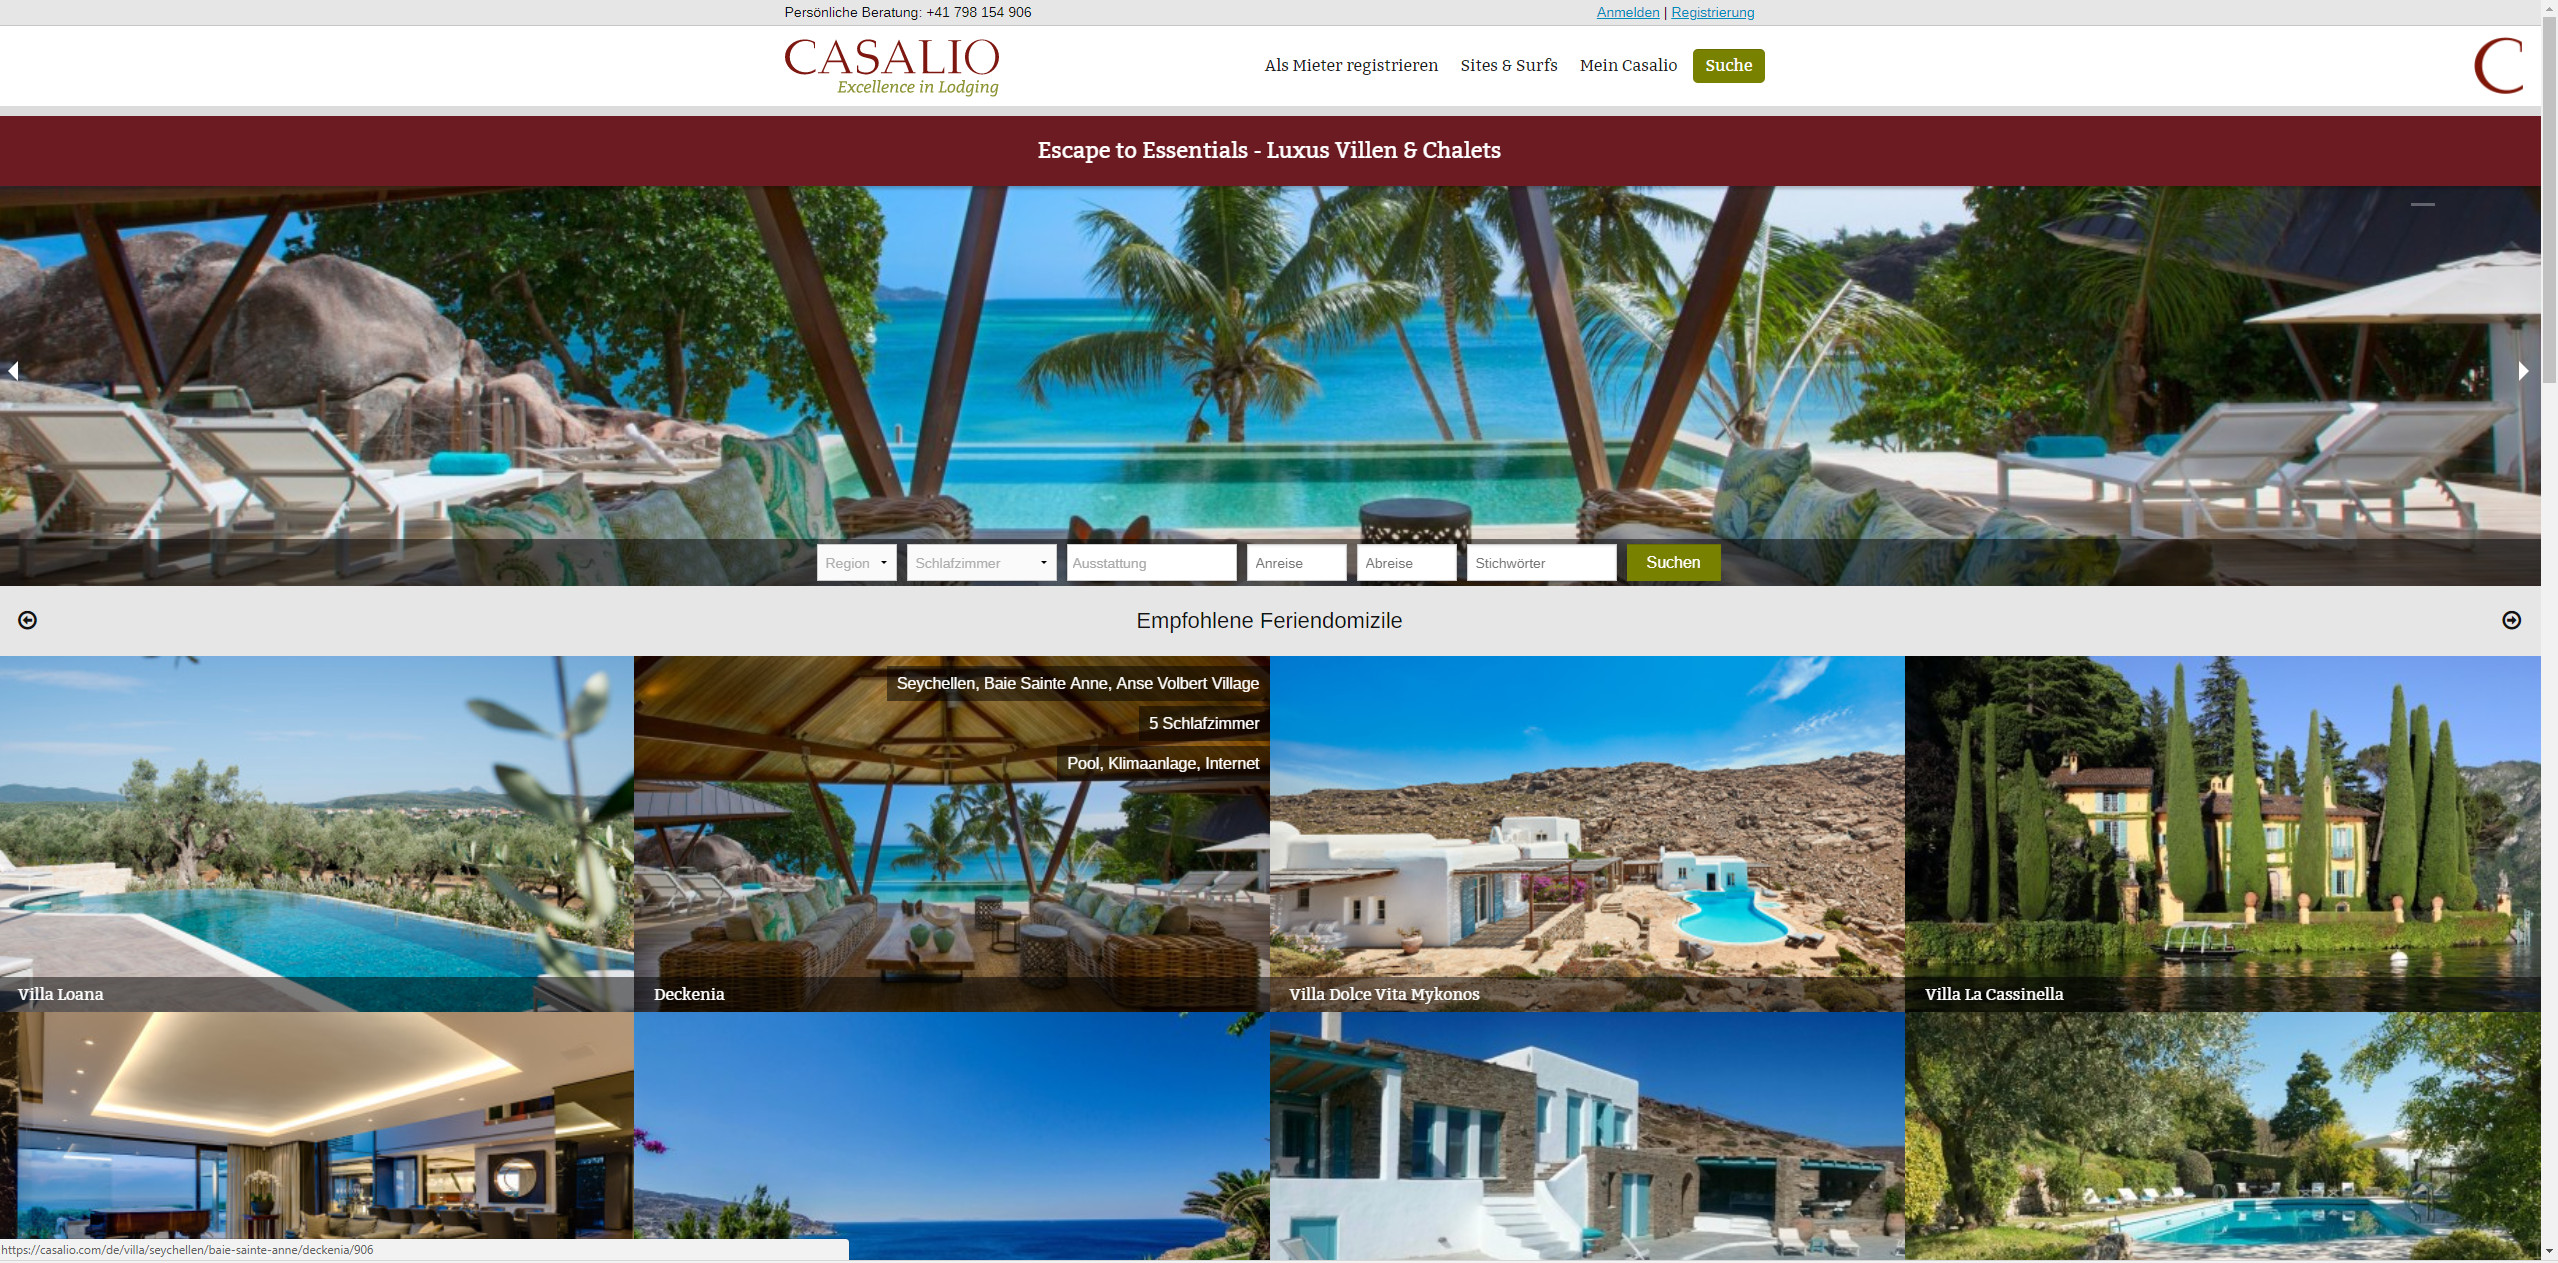 Persönliche Beratung: +41 798 154 906
Anmelden | Registrierung
CASALIO
Excellence in Lodging
Als Mieter registrieren
Sites & Surfs
Mein Casalio
Suche
C
Escape to Essentials - Luxus Villen & Chalets
Region
Schlafzimmer
Ausstattung
Anreise
Abreise
Stichwörter
Suchen
Empfohlene Feriendomizile
Seychellen, Baie Sainte Anne, Anse Volbert Village
5 Schlafzimmer
Pool, Klimaanlage, Internet
Villa Loana
Deckenia
Villa Dolce Vita Mykonos
Villa La Cassinella
https://casalio.com/de/villa/seychellen/baie-sainte-anne/deckenia/906